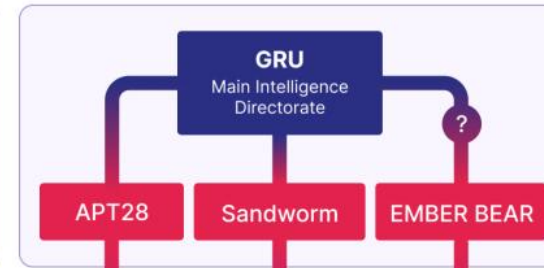 GRU
Main Intelligence
Directorate
?
APT28
Sandworm
EMBER BEAR